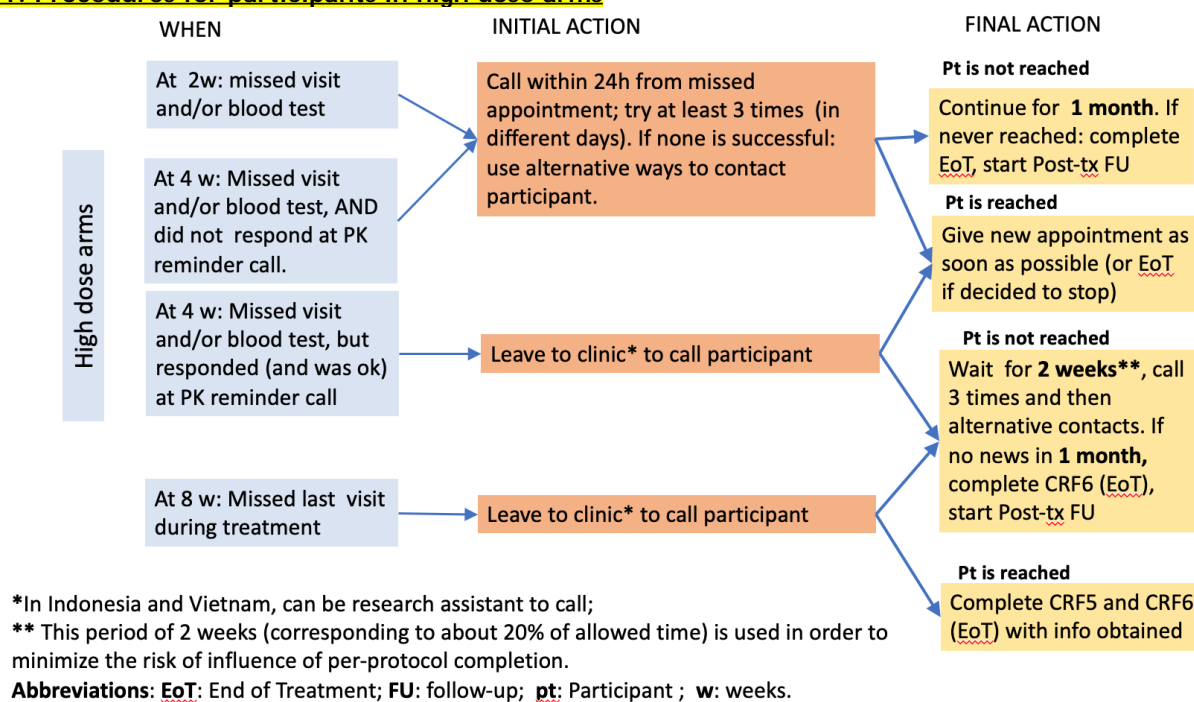 1. Procedures for participants in high dose arms
WHEN
INITIAL ACTION
FINAL ACTION
High dose arms
At  2w: missed visit
and/or blood test
At 4 w: Missed visit
and/or blood test, AND
did not  respond at PK
reminder call.
At 4 w: Missed visit
and/or blood test, but
responded (and was ok)
at PK reminder call
At 8 w: Missed last  visit
during treatment
Call within 24h from missed
appointment; try at least 3 times  (in
different days). If none is successful:
use alternative ways to contact
participant.
Leave to clinic* to call participant
Leave to clinic* to call participant
Pt is not reached
Continue for  1 month. If
never reached: complete
EoT, start Post-tx FU
Pt is reached
Give new appointment as
soon as possible (or EoT
if decided to stop)
Pt is not reached
Wait  for 2 weeks**, call
3 times and then
alternative contacts. If
no news in 1 month,
complete CRF6 (EoT),
start Post-tx FU
Pt is reached
Complete CRF5 and CRF6
(EoT) with info obtained
*In Indonesia and Vietnam, can be research assistant to call;
** This period of 2 weeks (corresponding to about 20% of allowed time) is used in order to
minimize the risk of influence of per-protocol completion.
Abbreviations: EoT: End of Treatment; FU: follow-up;  pt: Participant ;  w: weeks.